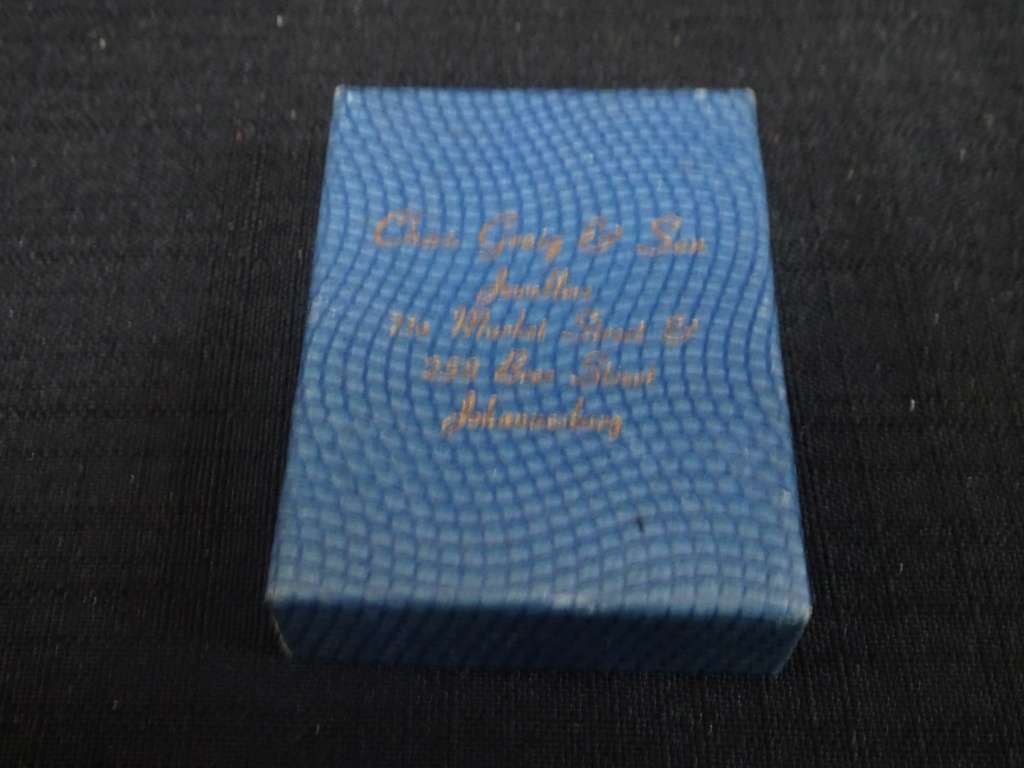 Chas Greig & Son
Jewellers
Market Street &
Bree Street
Johannesburg